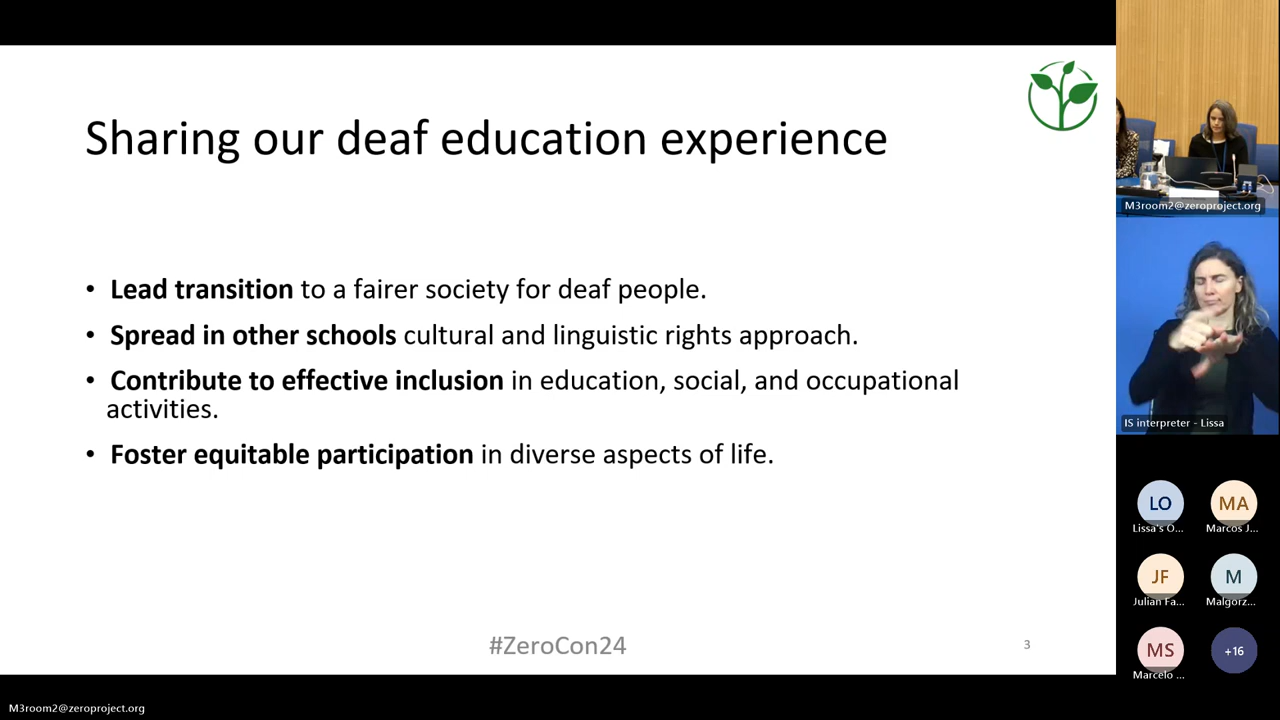 Sharing our deaf education experience
• Lead transition to a fairer society for deaf people.
• Spread in other schools cultural and linguistic rights approach.
• Contribute to effective inclusion in education, social, and occupational
activities.
• Foster equitable participation in diverse aspects of life.
#ZeroCon24
3
M3room2@zeroproject.org
IS interpreter - Lissa
LO
Lissa's O...
MA
Marcos J...
JF
Julian Fa...
M
Malgorz...
MS
Marcelo ...
+16
M3room2@zeroproject.org